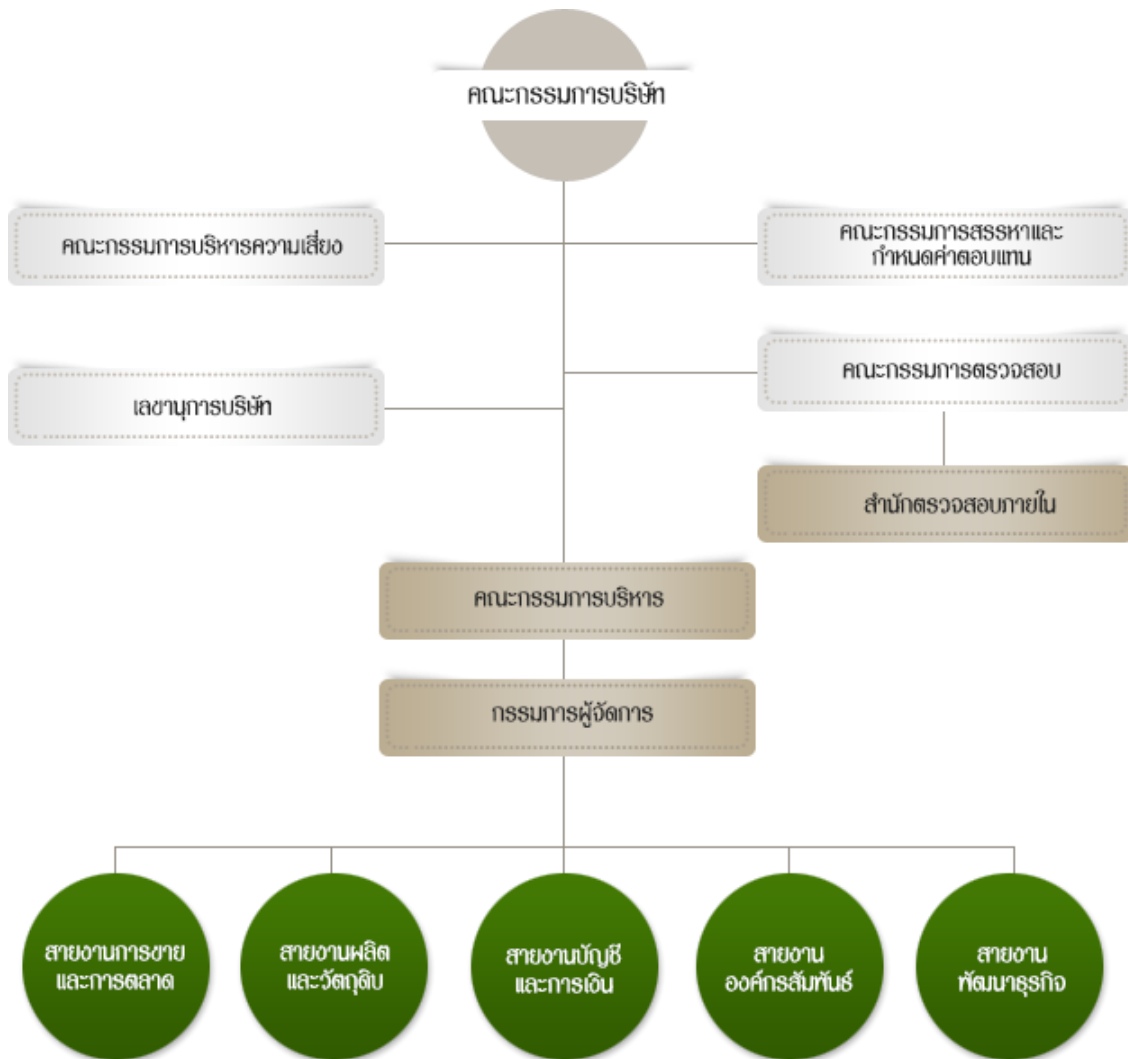 คณะกรรมการบริษัท
คณะกรรมการบริหารความเสี่ยง
คณะกรรมการสรรหาและ
กำหนดค่าตอบแทน
คณะกรรมการตรวจสอบ
เลขานุการบริษัท
สำนักตรวจสอบภายใน
คณะกรรมการบริหาร
กรรมการผู้จัดการ
สายงานการขาย
และการตลาด
สายงานผลิต
และวัตถุดิบ
สายงานบัญชี
และการเงิน
สายงาน
องค์กรสัมพันธ์
สายงาน
พัฒนาธุรกิจ